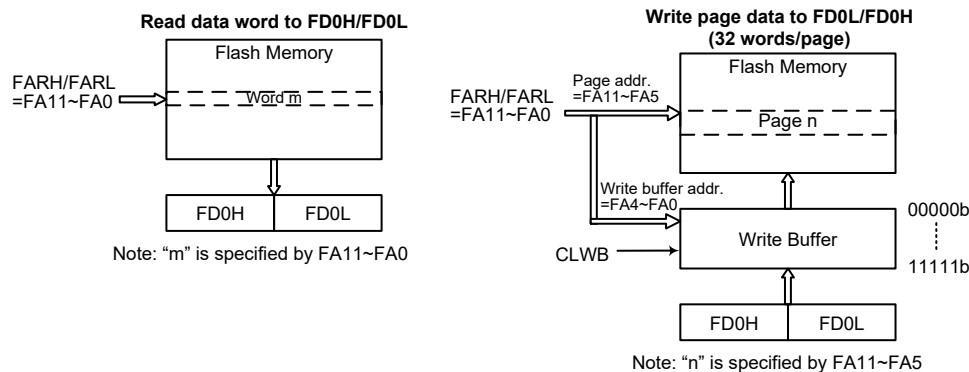 Read data word to FD0H/FD0L
Flash Memory
FARH/FARL
=FA11~FA0
Word m
FD0H
FD0L
Note: “m” is specified by FA11~FA0
Write page data to FD0L/FD0H
(32 words/page)
Flash Memory
Page addr.
=FA11~FA5
FARH/FARL
=FA11~FA0
Page n
Write buffer addr.
=FA4~FA0
00000b
Write Buffer
CLWB
11111b
FD0H
FD0L
Note: “n” is specified by FA11~FA5